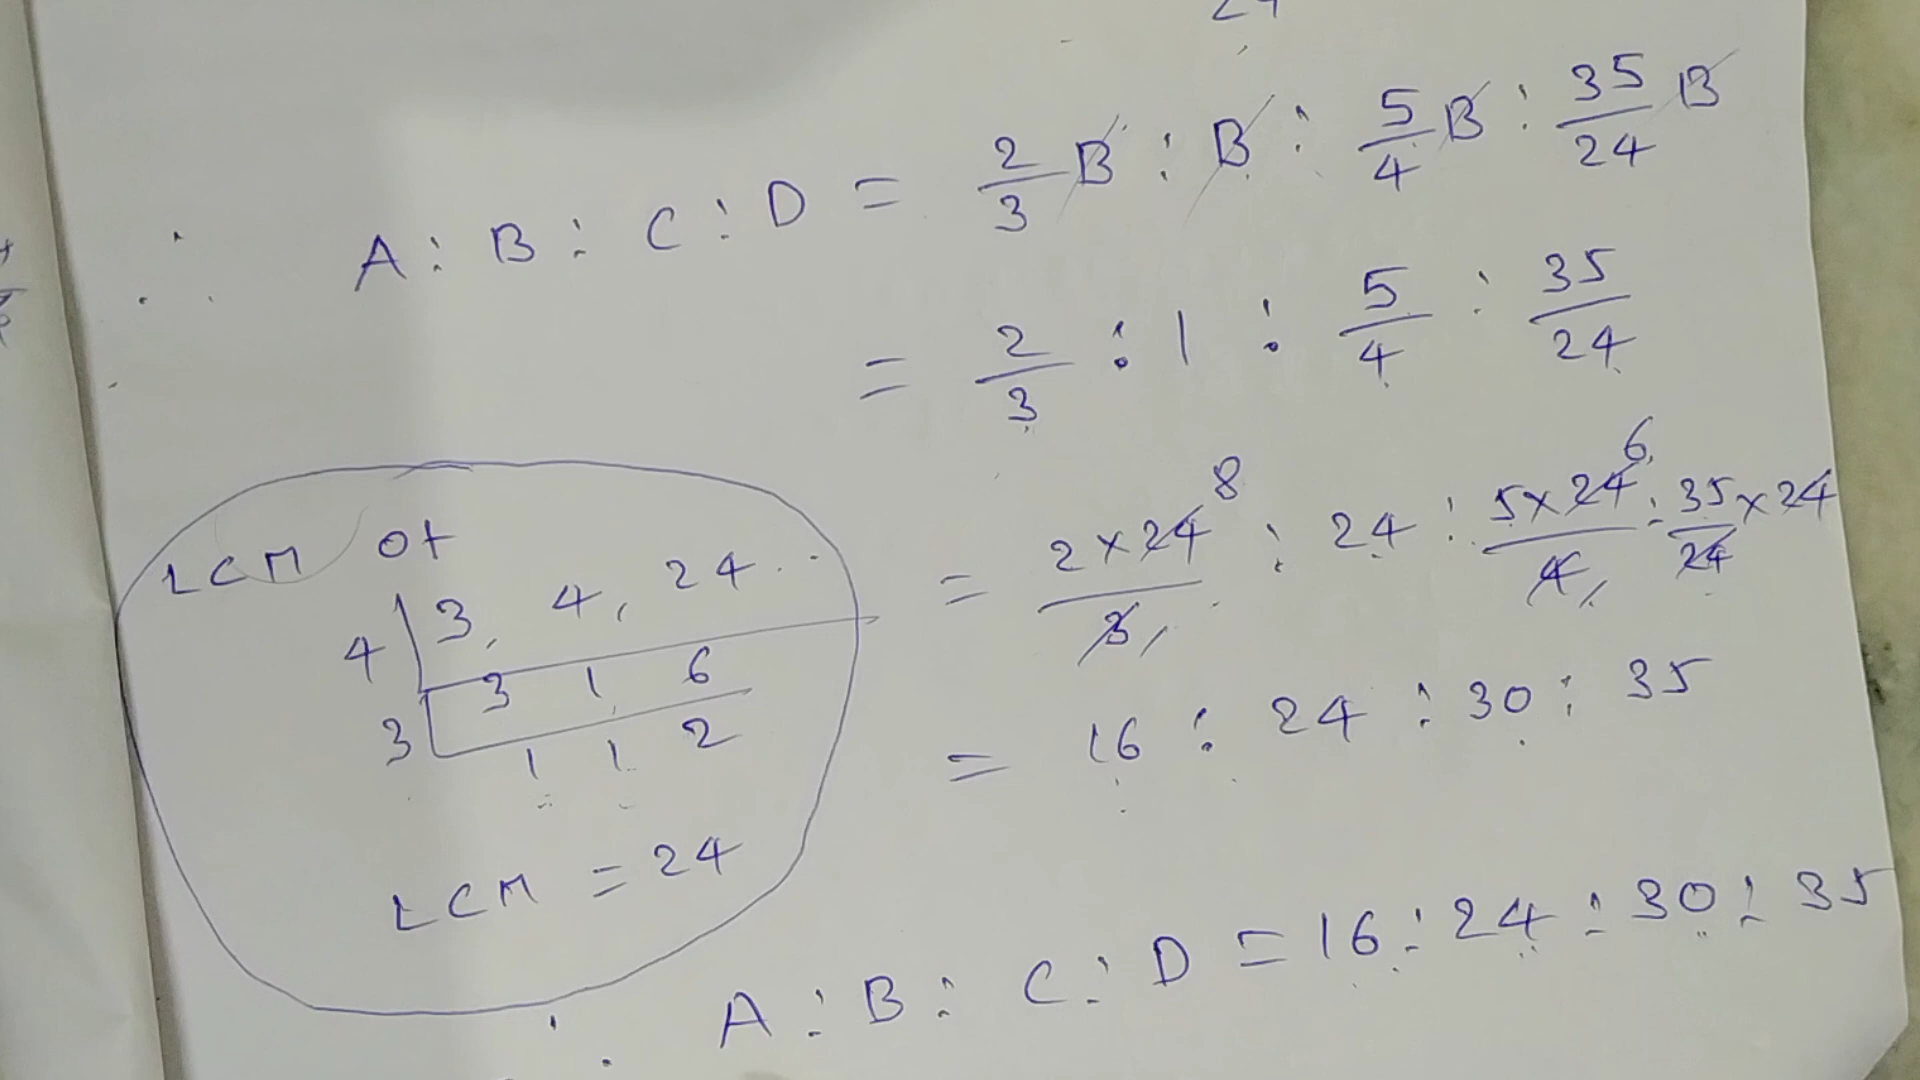 ∴ A : B : C : D = 2/3 B : B : 5/4 B : 35/24 B
= 2/3 : 1 : 5/4 : 35/24
= 2×24/3 8 : 24 : 5×24/4 6 : 35/24 ×24
= 16 : 24 : 30 : 35
LCM of
4 | 3, 4, 24
3 | 3 1 6
1 1 2
LCM = 24
∴ A : B : C : D = 16 : 24 : 30 : 35